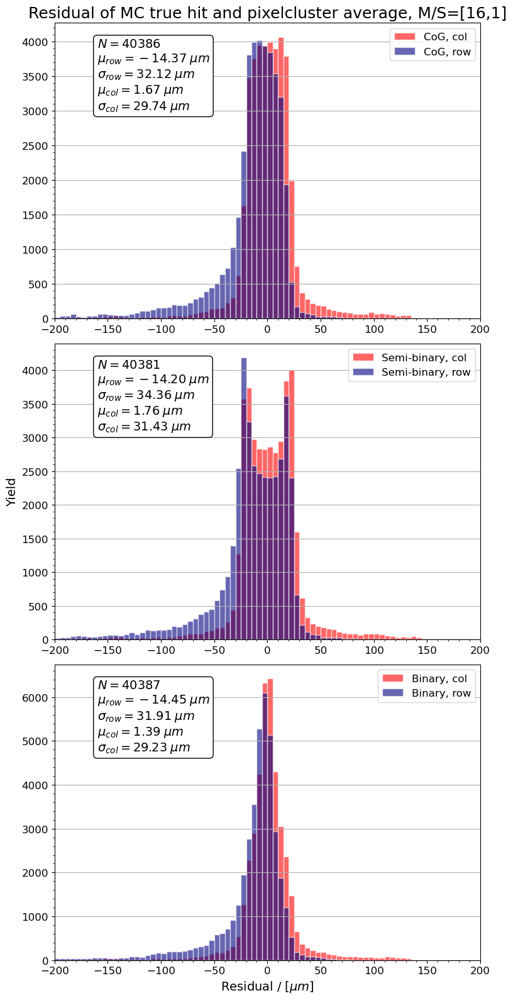 Residual of MC true hit and pixelcluster average, M/S=[16,1]
N = 40386
μrow = −14.37 μm
σrow = 32.12 μm
μcol = 1.67 μm
σcol = 29.74 μm
CoG, col
CoG, row
4000
3500
3000
2500
2000
1500
1000
500
0
−200 −150 −100 −50 0 50 100 150 200
N = 40381
μrow = −14.20 μm
σrow = 34.36 μm
μcol = 1.76 μm
σcol = 31.43 μm
Semi-binary, col
Semi-binary, row
Yield
4000
3500
3000
2500
2000
1500
1000
500
0
−200 −150 −100 −50 0 50 100 150 200
N = 40387
μrow = −14.45 μm
σrow = 31.91 μm
μcol = 1.39 μm
σcol = 29.23 μm
Binary, col
Binary, row
6000
5000
4000
3000
2000
1000
0
−200 −150 −100 −50 0 50 100 150 200
Residual / [μm]